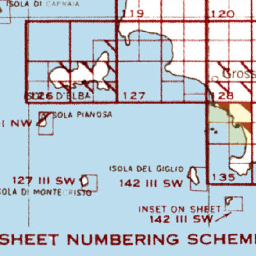 ISOLA DI CAPRAIA
119
120
Gross
126
D'ELBA
127
128
ISOLA PIANOSA
NW
ISOLA DEL GIGLIO
127 III SW
142 III SW
135
ISOLA DI MONTECRISTO
INSET ON SHEET
142 III SW
SHEET NUMBERING SCHEME